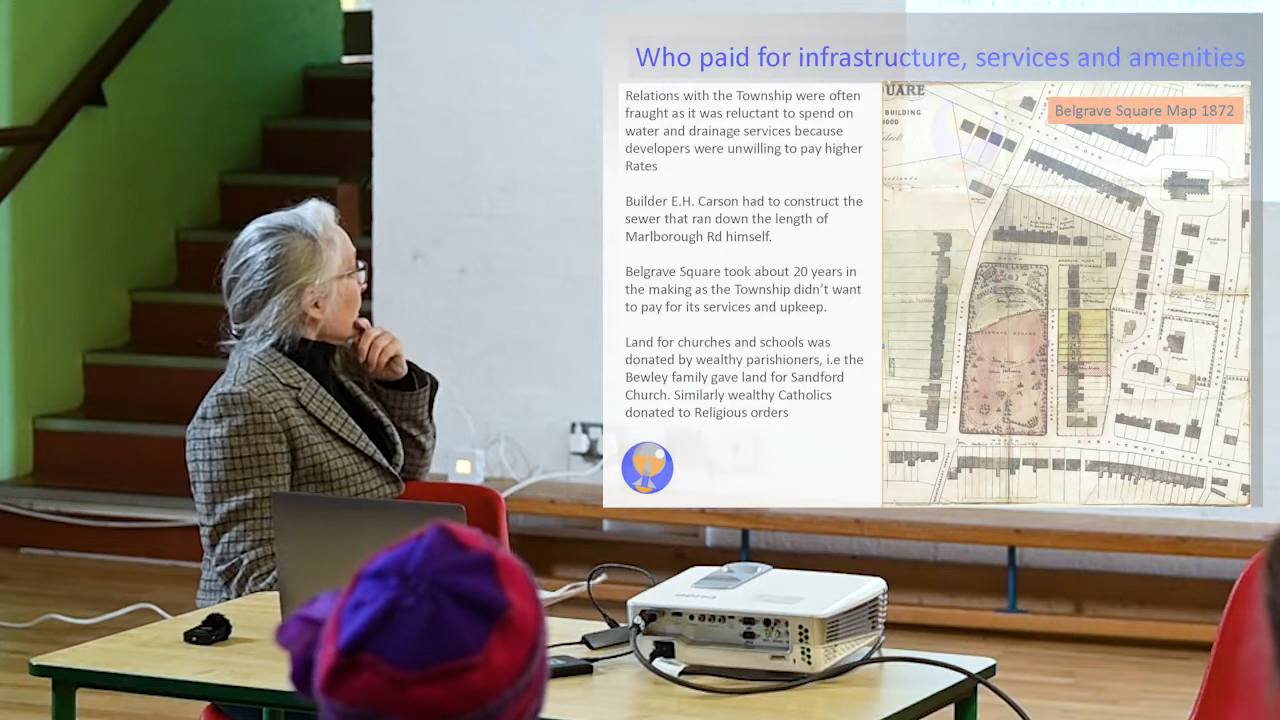 Who paid for infrastructure, services and amenities
Relations with the Township were often
fraught as it was reluctant to spend on
water and drainage services because
developers were unwilling to pay higher
Rates
Builder E.H. Carson had to construct the
sewer that ran down the length of
Marlborough Rd himself.
Belgrave Square took about 20 years in
the making as the Township didn't want
to pay for its services and upkeep.
Land for churches and schools was
donated by wealthy parishioners, i.e the
Bewley family gave land for Sandford
Church. Similarly wealthy Catholics
donated to Religious orders
UARE
BUILDING
Belgrave Square Map 1872